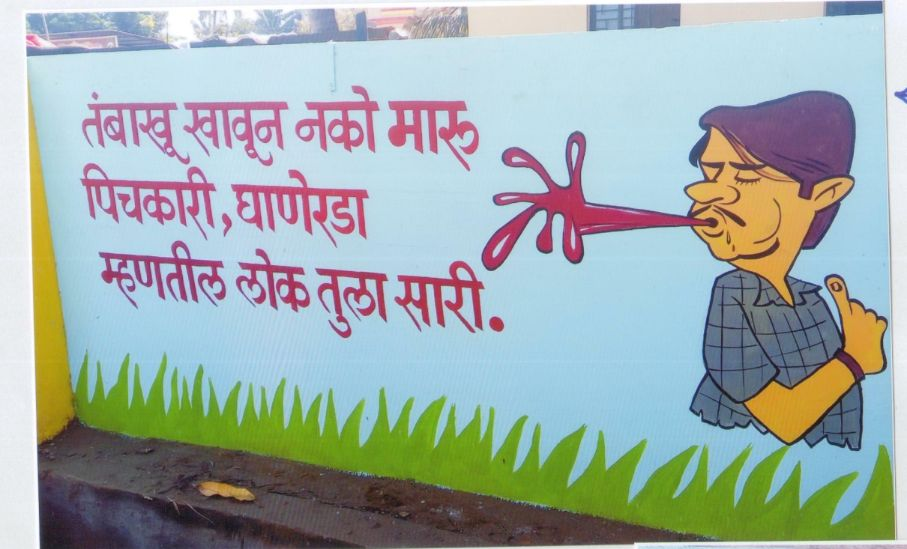 तंबाखू खावून नको मारू
पिचकारी, घाणेरडा
म्हणतील लोक तुला सारी.